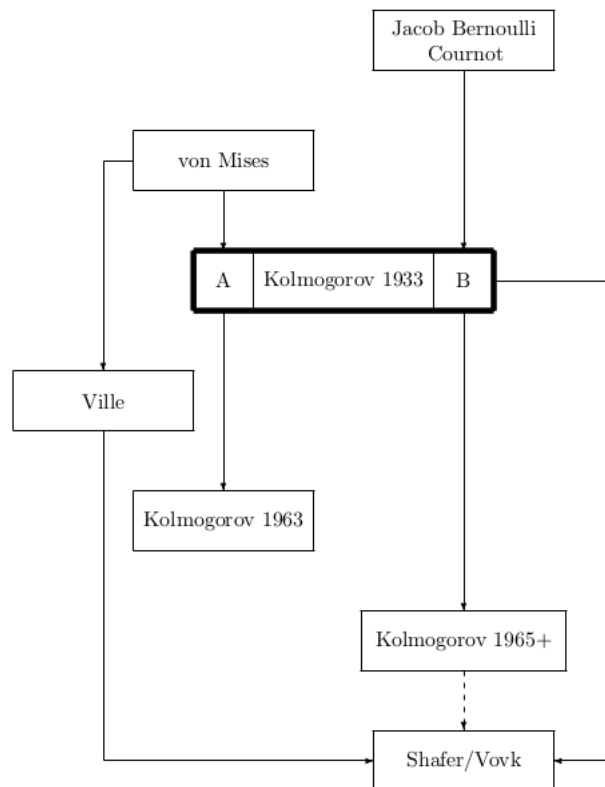 Jacob Bernoulli
Cournot
von Mises
A
Kolmogorov 1933
B
Ville
Kolmogorov 1963
Kolmogorov 1965+
Shafer/Vovk